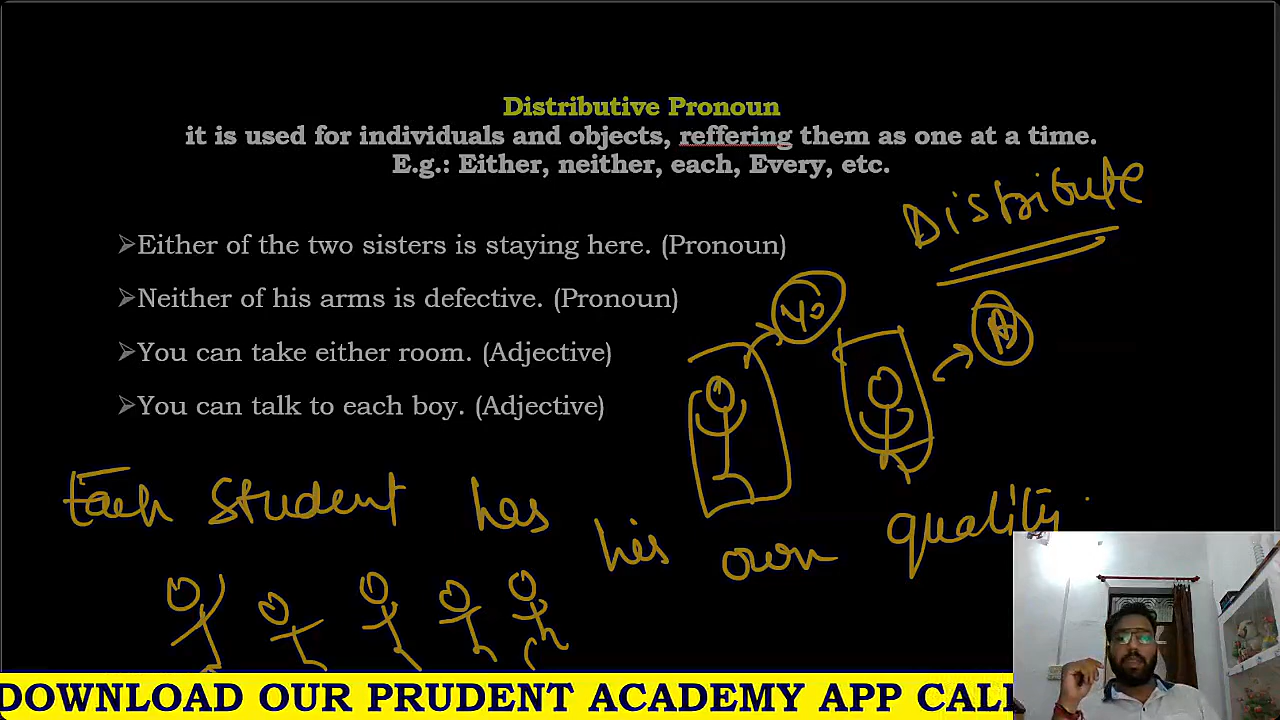 Distributive Pronoun
it is used for individuals and objects, reffering them as one at a time.
E.g.: Either, neither, each, Every, etc.
Distribute
➢Either of the two sisters is staying here. (Pronoun)
➢Neither of his arms is defective. (Pronoun)
➢You can take either room. (Adjective)
➢You can talk to each boy. (Adjective)
Each student has his own quality.
DOWNLOAD OUR PRUDENT ACADEMY APP CALL